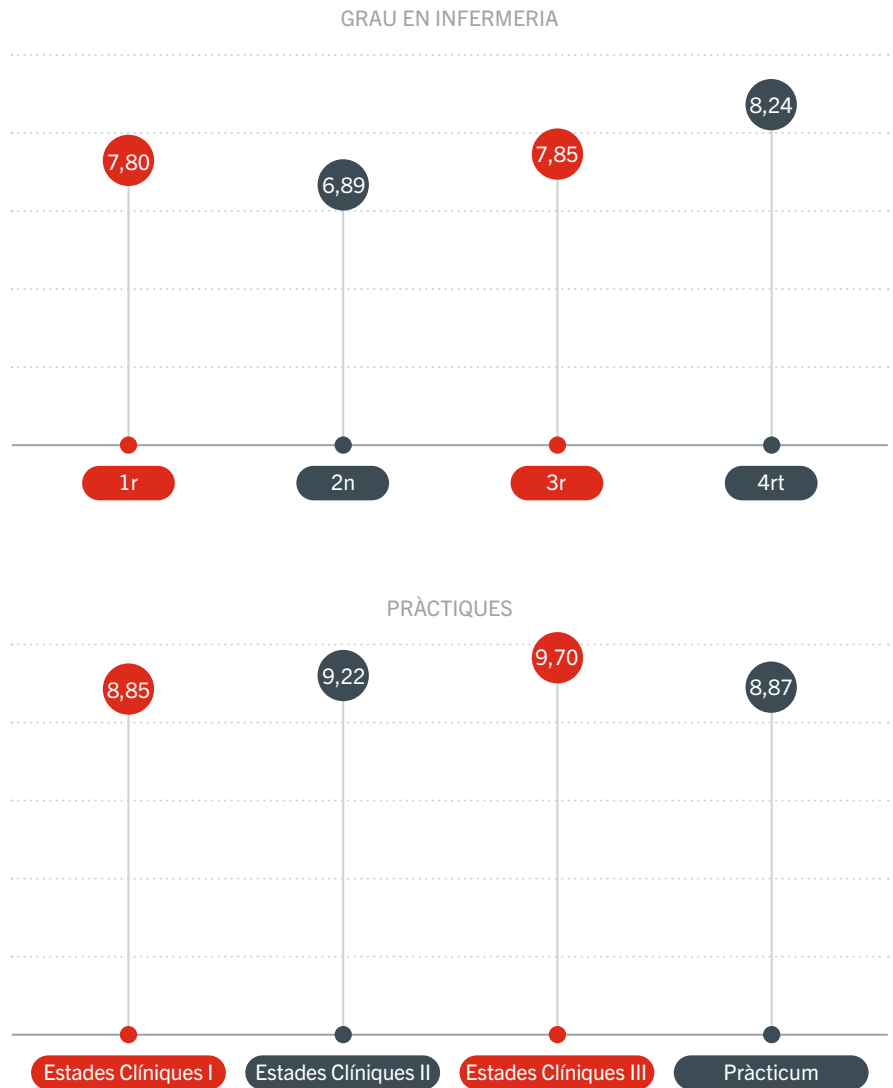 GRAU EN INFERMERIA
8,24
7,80
7,85
6,89
1r
2n
3r
4rt
PRÀCTIQUES
8,85
9,22
9,70
8,87
Estades Clíniques I
Estades Clíniques II
Estades Clíniques III
Pràcticum